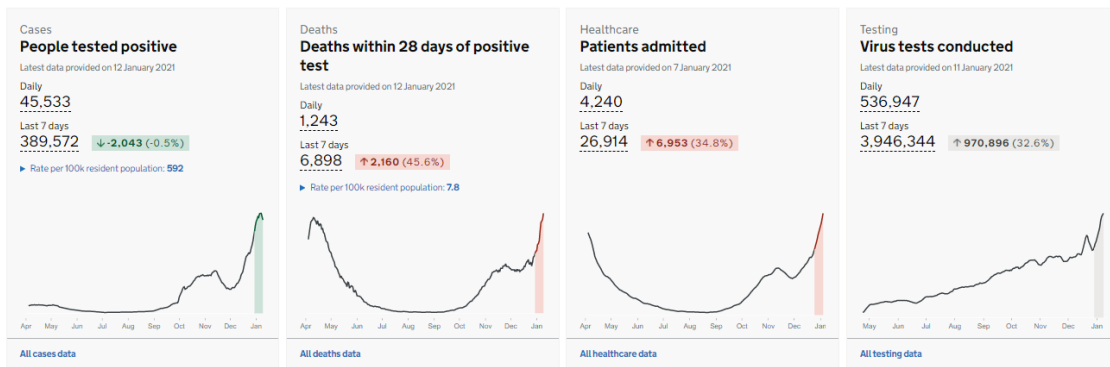 Cases
People tested positive
Latest data provided on 12 January 2021
Daily
45,533
Last 7 days
389,572 ↓-2,043 (-0.5%)
▶ Rate per 100k resident population: 592
Apr May Jun Jul Aug Sep Oct Nov Dec Jan
All cases data
Deaths
Deaths within 28 days of positive
test
Latest data provided on 12 January 2021
Daily
1,243
Last 7 days
6,898 ↑2,160 (45.6%)
▶ Rate per 100k resident population: 7.8
Apr May Jun Jul Aug Sep Oct Nov Dec Jan
All deaths data
Healthcare
Patients admitted
Latest data provided on 7 January 2021
Daily
4,240
Last 7 days
26,914 ↑6,953 (34.8%)
Apr May Jun Jul Aug Sep Oct Nov Dec Jan
All healthcare data
Testing
Virus tests conducted
Latest data provided on 11 January 2021
Daily
536,947
Last 7 days
3,946,344 ↑970,896 (32.6%)
May Jun Jul Aug Sep Oct Nov Dec Jan
All testing data